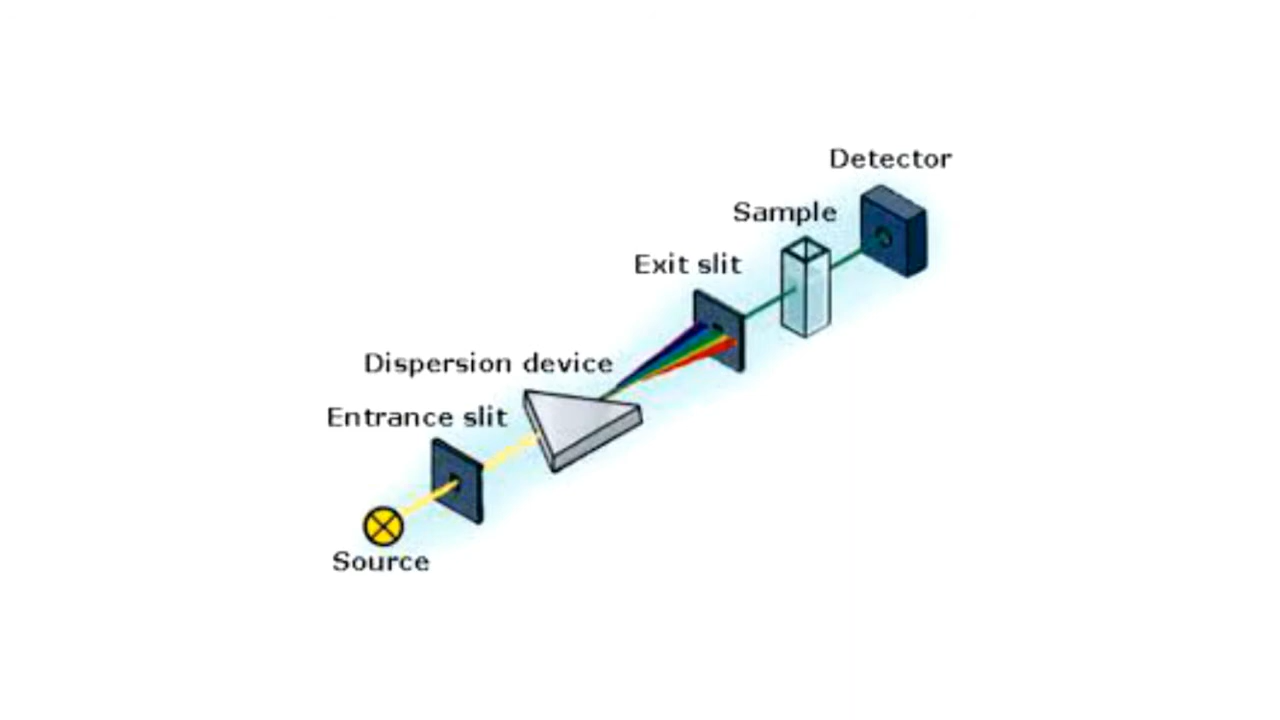 Detector
Sample
Exit slit
Dispersion device
Entrance slit
Source